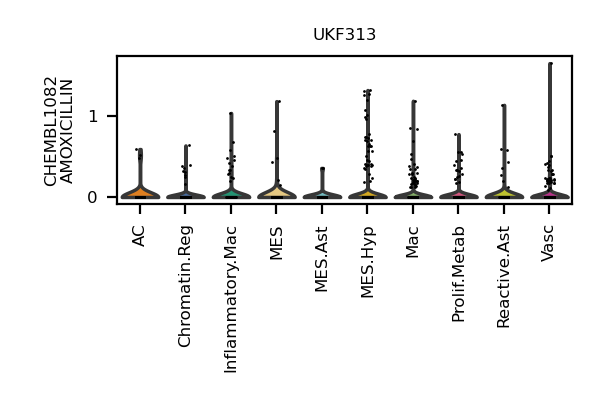 UKF313
CHEMBL1082
AMOXICILLIN
1
0
AC
Chromatin.Reg
Inflammatory.Mac
MES
MES.Ast
MES.Hyp
Mac
Prolif.Metab
Reactive.Ast
Vasc